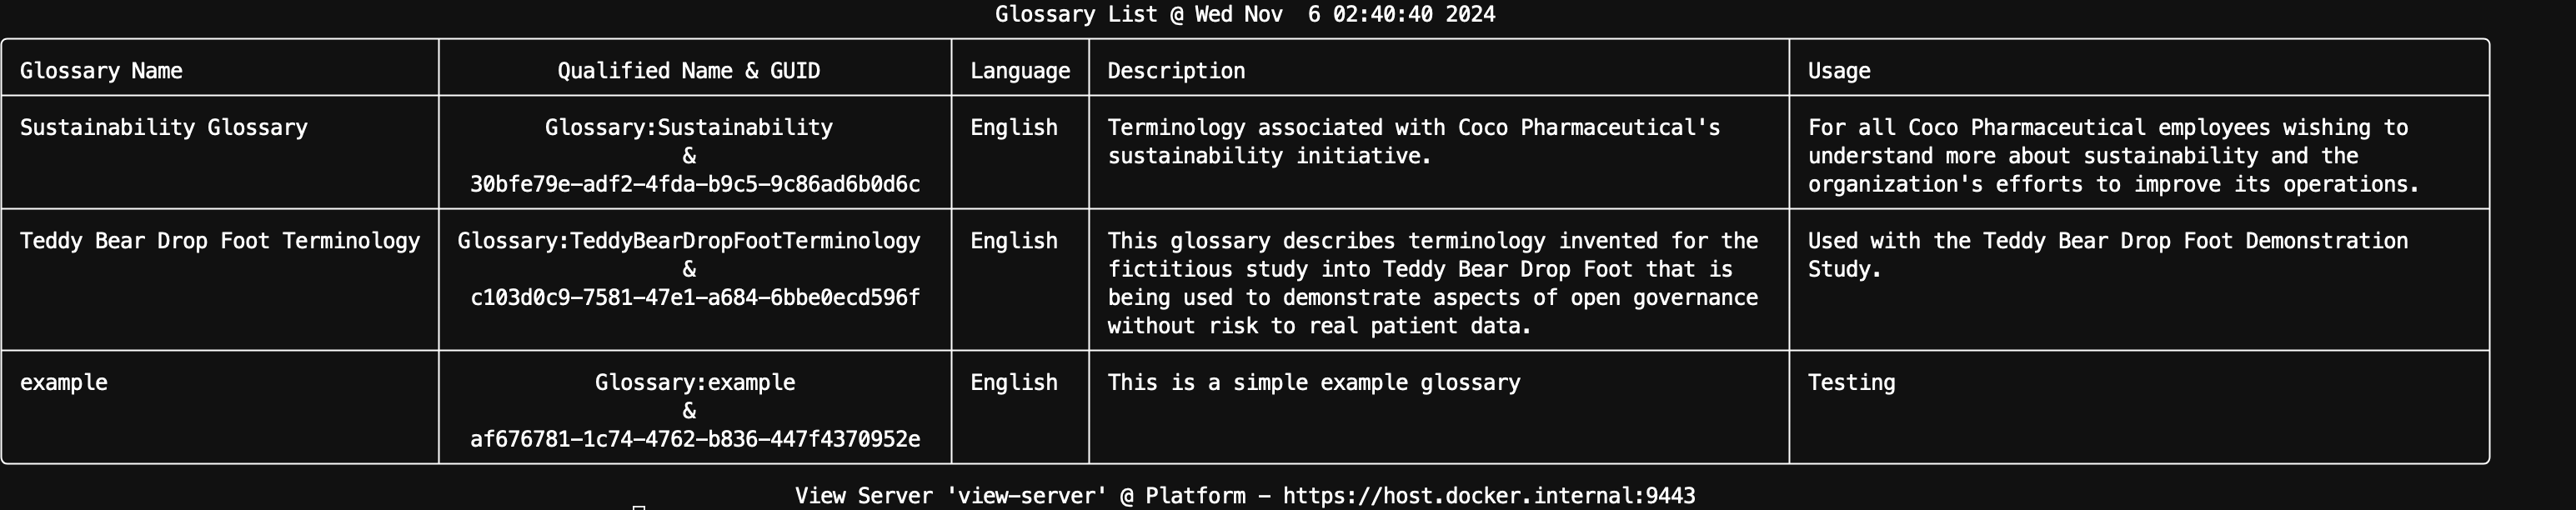 Glossary List @ Wed Nov  6 02:40:40 2024
Glossary Name
Qualified Name & GUID
Language
Description
Usage
Sustainability Glossary
Glossary:Sustainability
&
30bfe79e-adf2-4fda-b9c5-9c86ad6b0d6c
English
Terminology associated with Coco Pharmaceutical's
sustainability initiative.
For all Coco Pharmaceutical employees wishing to
understand more about sustainability and the
organization's efforts to improve its operations.
Teddy Bear Drop Foot Terminology
Glossary:TeddyBearDropFootTerminology
&
c103d0c9-7581-47e1-a684-6bbe0ecd596f
English
This glossary describes terminology invented for the
fictitious study into Teddy Bear Drop Foot that is
being used to demonstrate aspects of open governance
without risk to real patient data.
Used with the Teddy Bear Drop Foot Demonstration
Study.
example
Glossary:example
&
af676781-1c74-4762-b836-447f4370952e
English
This is a simple example glossary
Testing
View Server 'view-server' @ Platform - https://host.docker.internal:9443